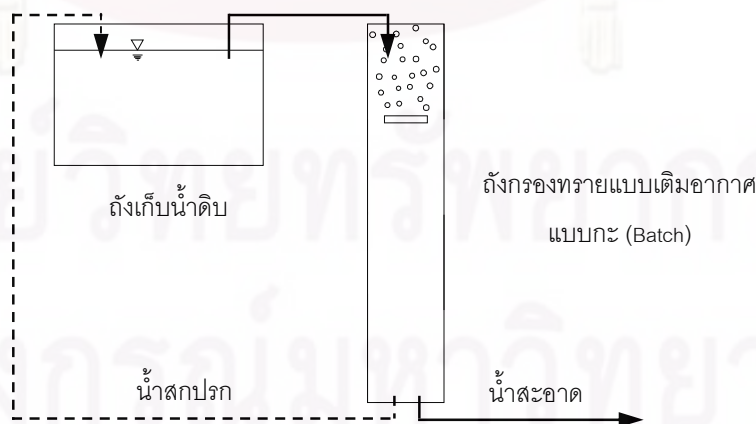 ถังเก็บน้ำดิบ
ถังกรองทรายแบบเติมอากาศ
แบบกะ (Batch)
น้ำสกปรก
น้ำสะอาด